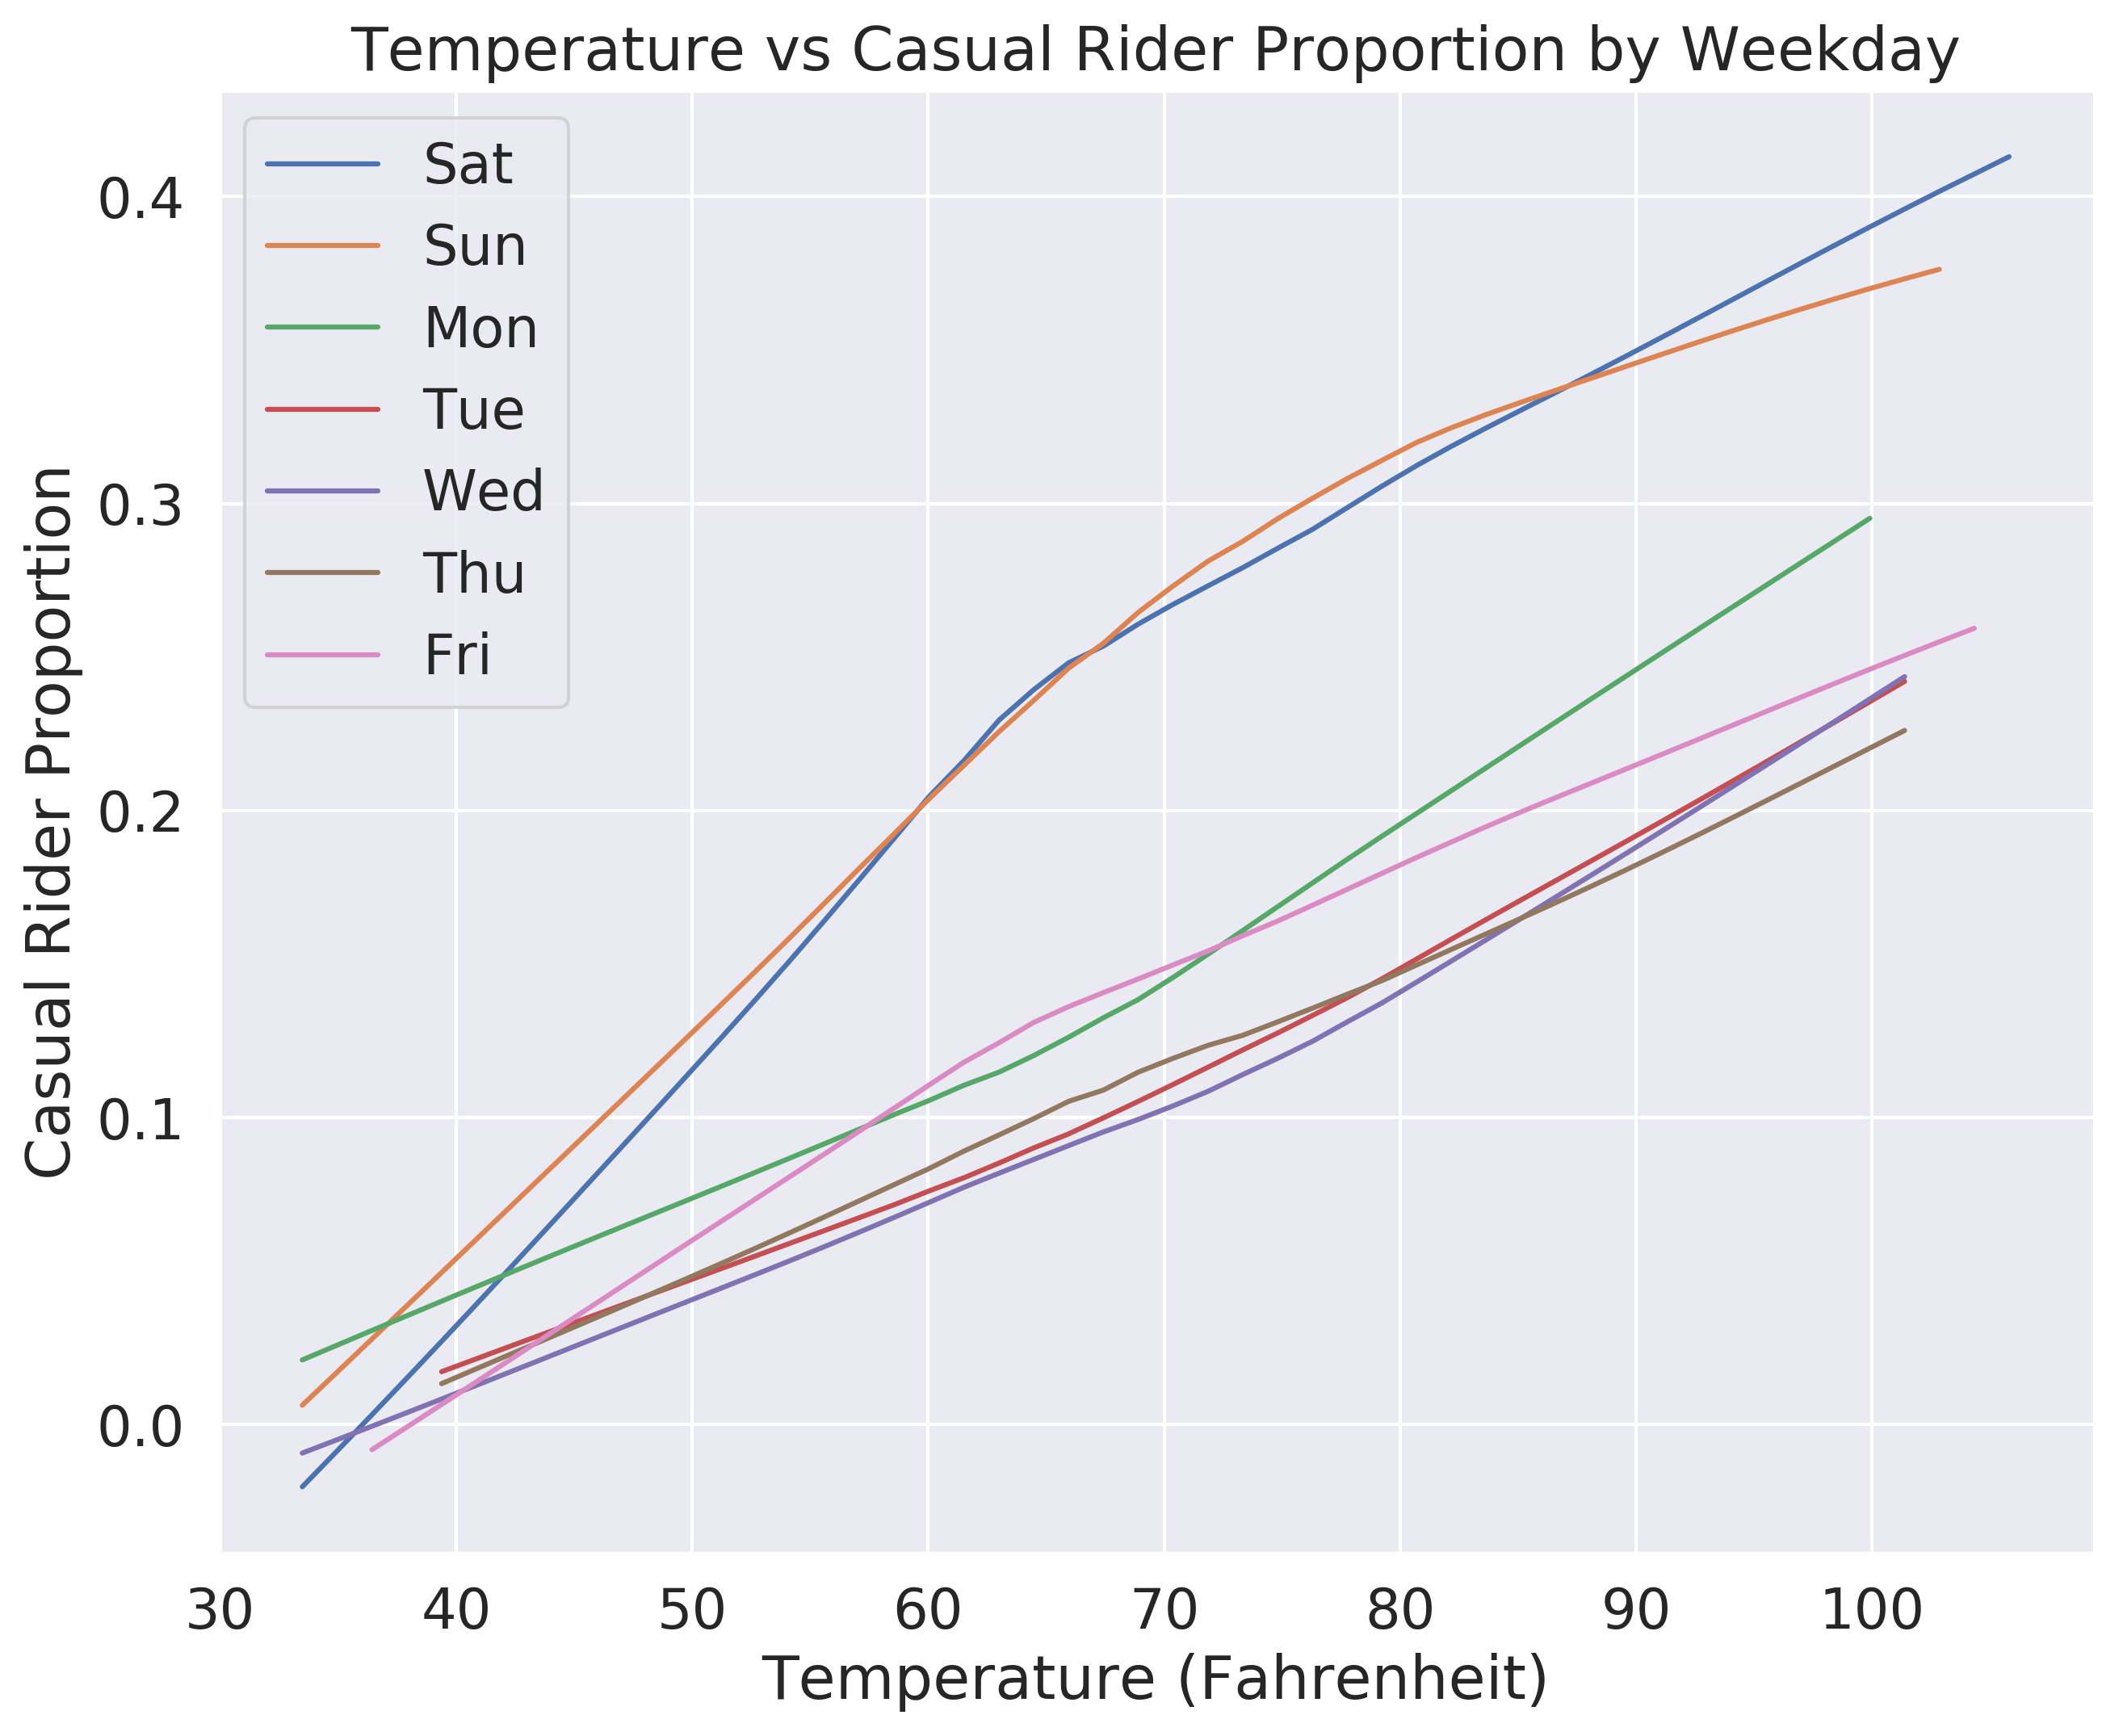 Temperature vs Casual Rider Proportion by Weekday
Sat
Sun
Mon
Tue
Wed
Thu
Fri
Casual Rider Proportion
0.4
0.3
0.2
0.1
0.0
30 40 50 60 70 80 90 100
Temperature (Fahrenheit)